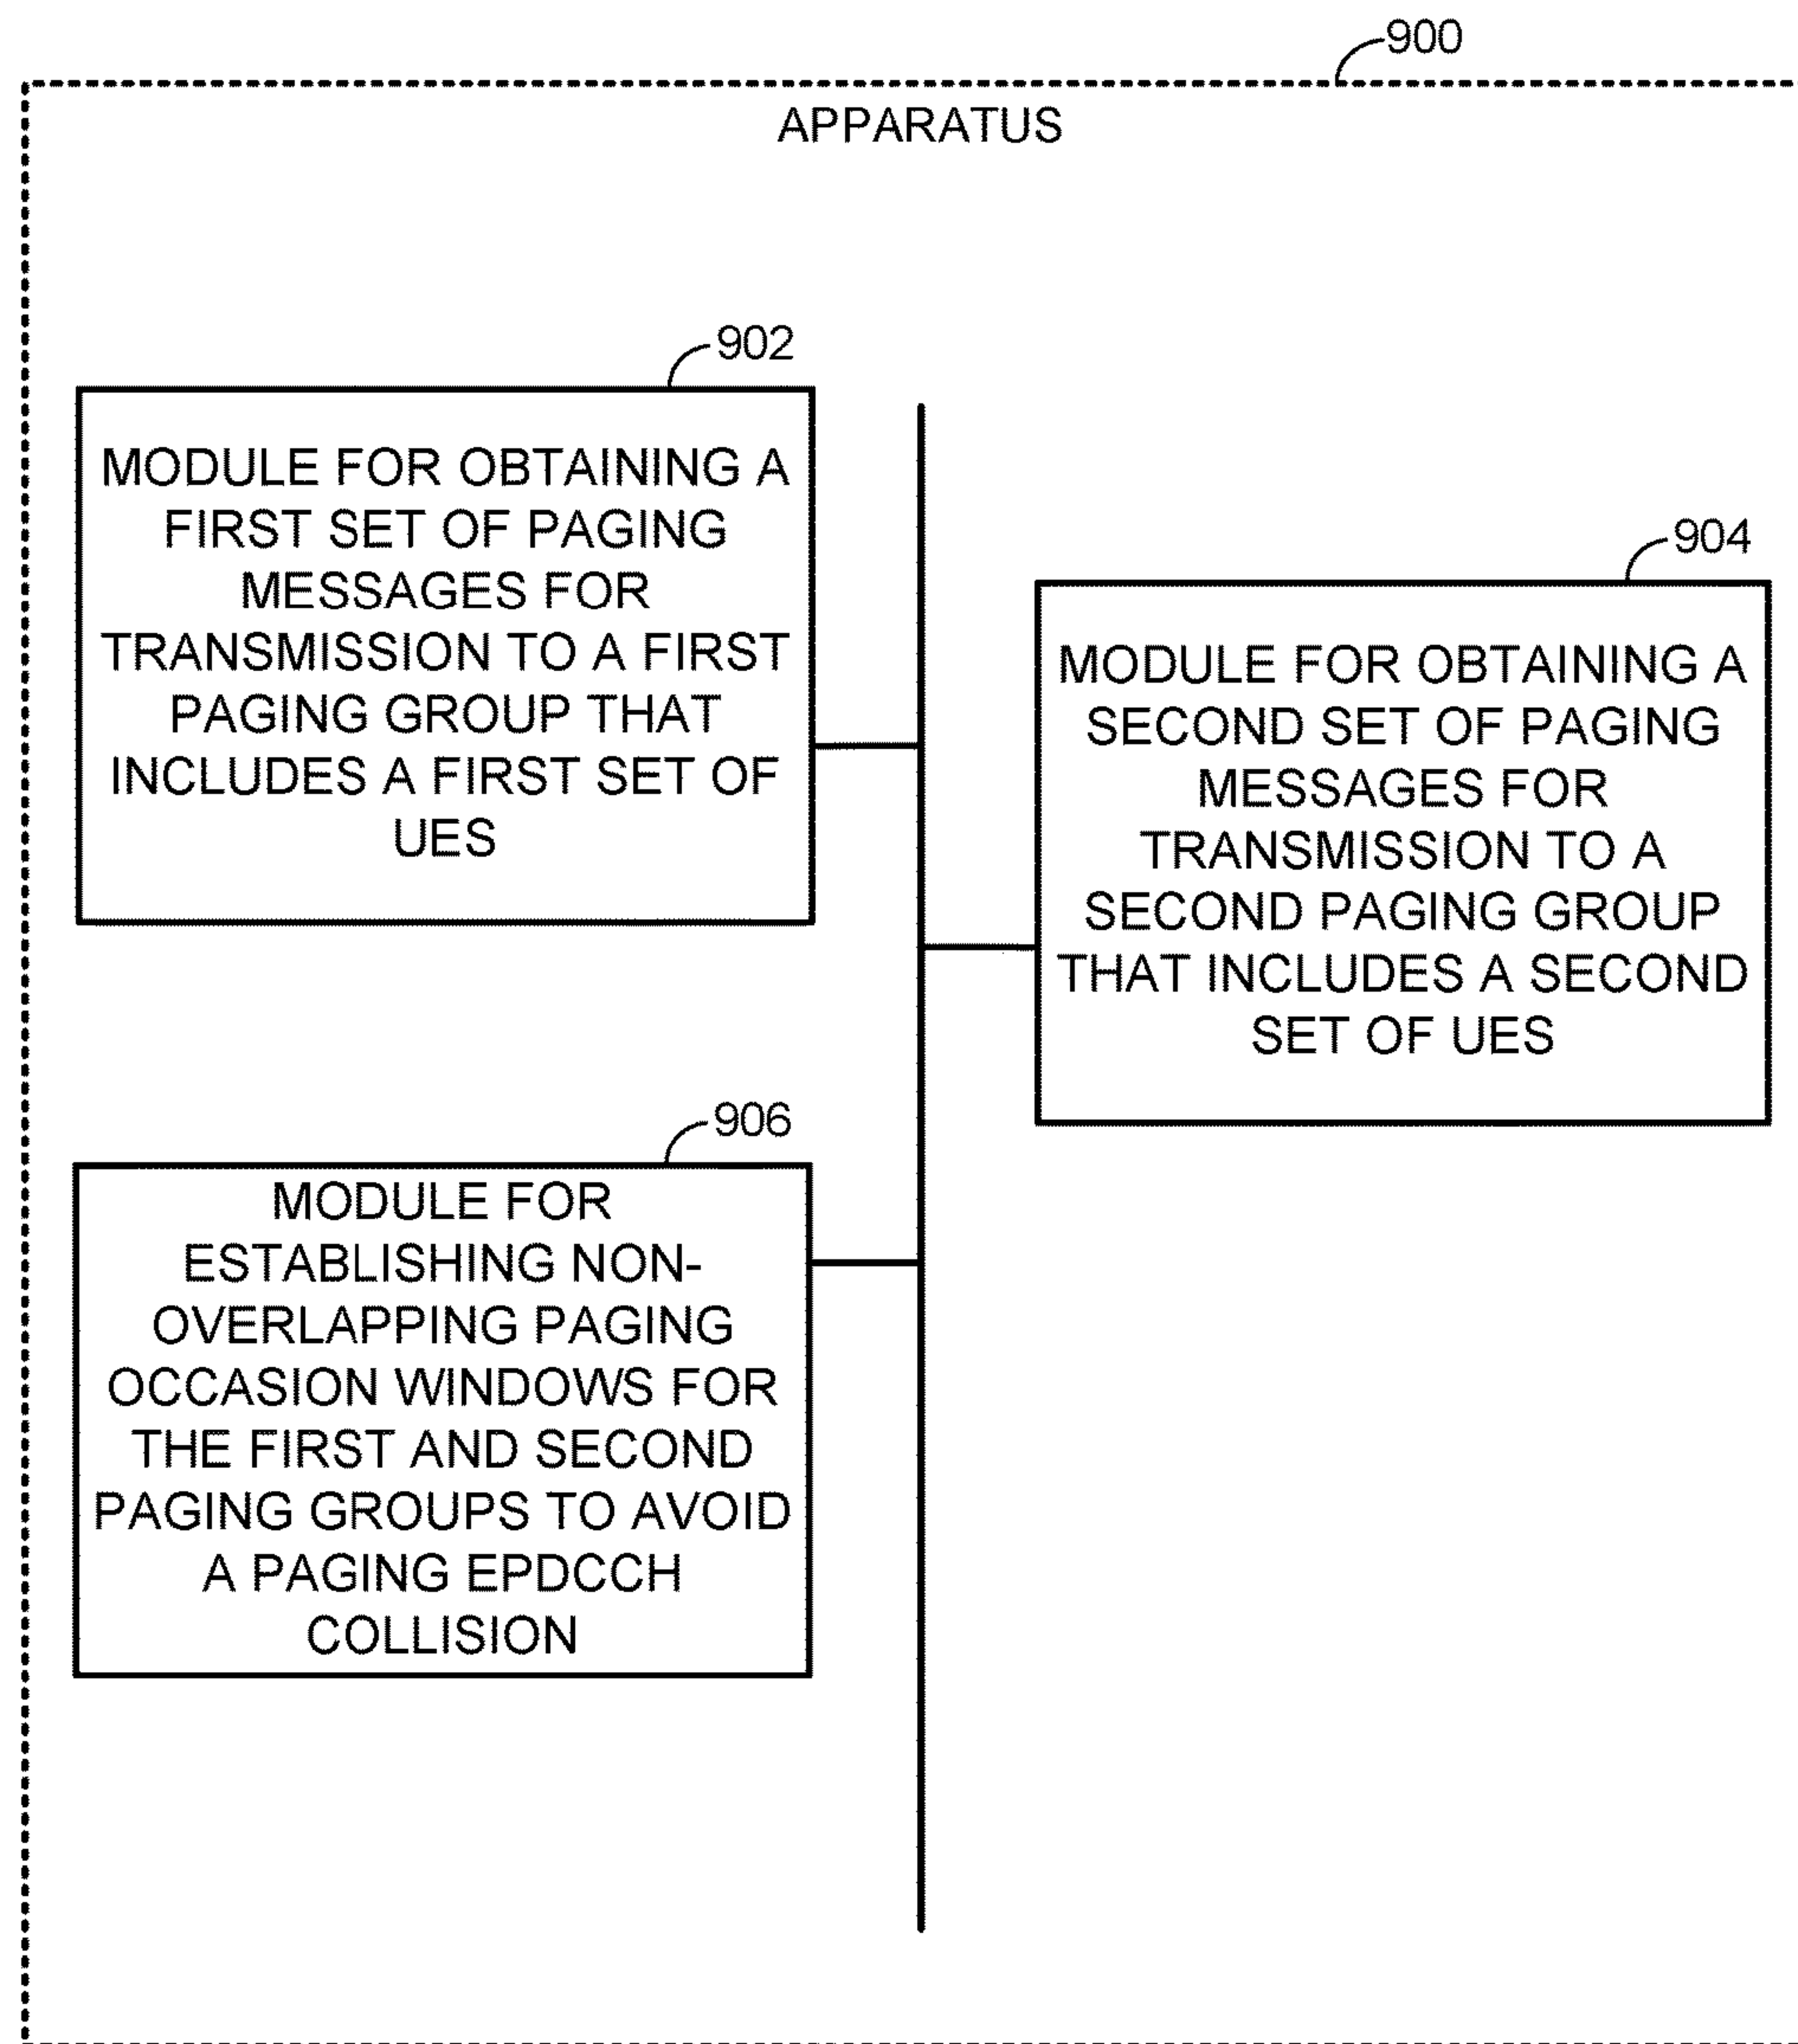 900
APPARATUS
902
MODULE FOR OBTAINING A
FIRST SET OF PAGING
MESSAGES FOR
TRANSMISSION TO A FIRST
PAGING GROUP THAT
INCLUDES A FIRST SET OF
UES
904
MODULE FOR OBTAINING A
SECOND SET OF PAGING
MESSAGES FOR
TRANSMISSION TO A
SECOND PAGING GROUP
THAT INCLUDES A SECOND
SET OF UES
906
MODULE FOR
ESTABLISHING NON-
OVERLAPPING PAGING
OCCASION WINDOWS FOR
THE FIRST AND SECOND
PAGING GROUPS TO AVOID
A PAGING EPDCCH
COLLISION